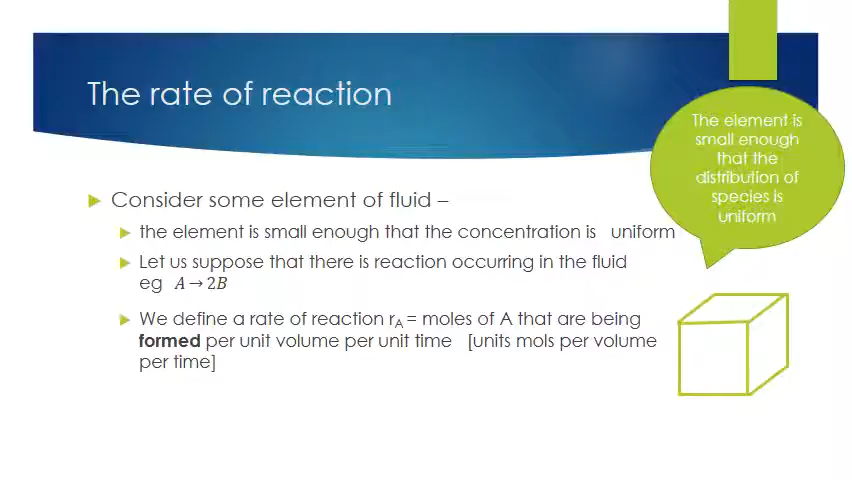 The rate of reaction
The element is
small enough
that the
distribution of
species is
uniform
Consider some element of fluid –
the element is small enough that the concentration is uniform
Let us suppose that there is reaction occurring in the fluid
eg A → 2B
We define a rate of reaction rA = moles of A that are being
formed per unit volume per unit time [units mols per volume
per time]